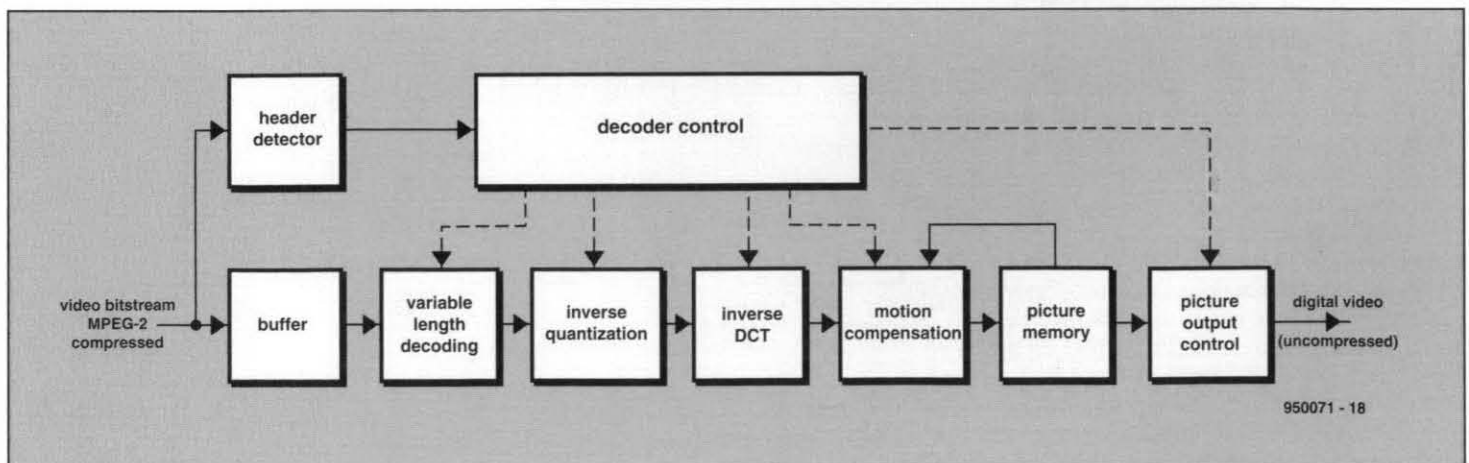 header
detector
decoder control
video bitstream
MPEG-2
compressed
buffer
variable
length
decoding
inverse
quantization
inverse
DCT
motion
compensation
picture
memory
picture
output
control
digital video
(uncompressed)
950071 - 18